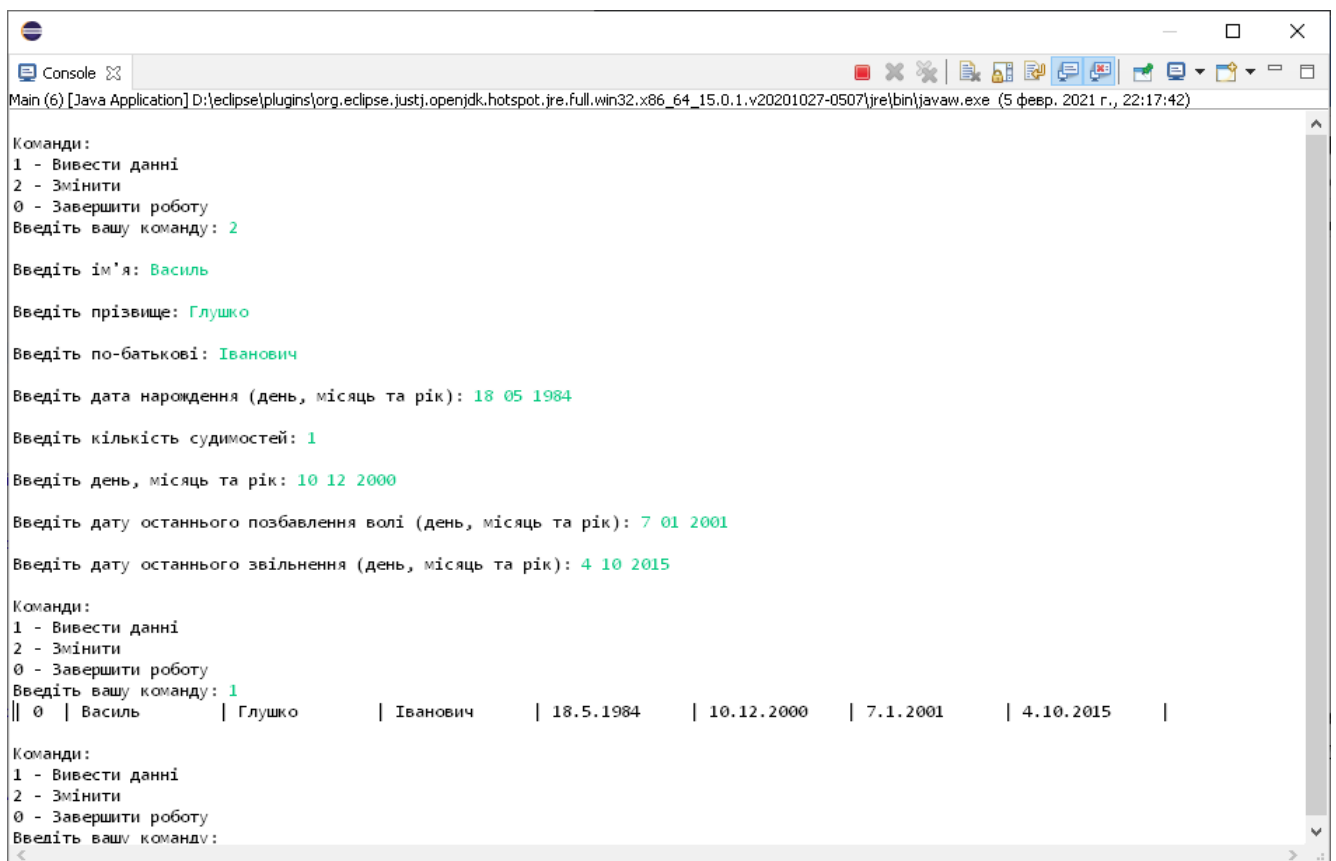 Console
Main (6) [Java Application] D:\eclipse\plugins\org.eclipse.justj.openjdk.hotspot.jre.full.win32.x86_64_15.0.1.v20201027-0507\jre\bin\javaw.exe (5 февр. 2021 г., 22:17:42)
Команди:
1 - Вивести данні
2 - Змінити
0 - Завершити роботу
Введіть вашу команду: 2
Введіть ім'я: Василь
Введіть прізвище: Глушко
Введіть по-батькові: Іванович
Введіть дата народження (день, місяць та рік): 18 05 1984
Введіть кількість судимостей: 1
Введіть день, місяць та рік: 10 12 2000
Введіть дату останнього позбавлення волі (день, місяць та рік): 7 01 2001
Введіть дату останнього звільнення (день, місяць та рік): 4 10 2015
Команди:
1 - Вивести данні
2 - Змінити
0 - Завершити роботу
Введіть вашу команду: 1
| 0 | Василь | Глушко | Іванович | 18.5.1984 | 10.12.2000 | 7.1.2001 | 4.10.2015 |
Команди:
1 - Вивести данні
2 - Змінити
0 - Завершити роботу
Введіть вашу команду: